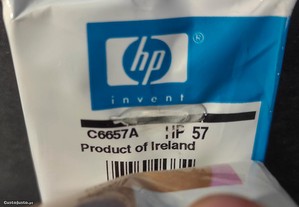 hp
®
invent
C6657A HP 57
Product of Ireland